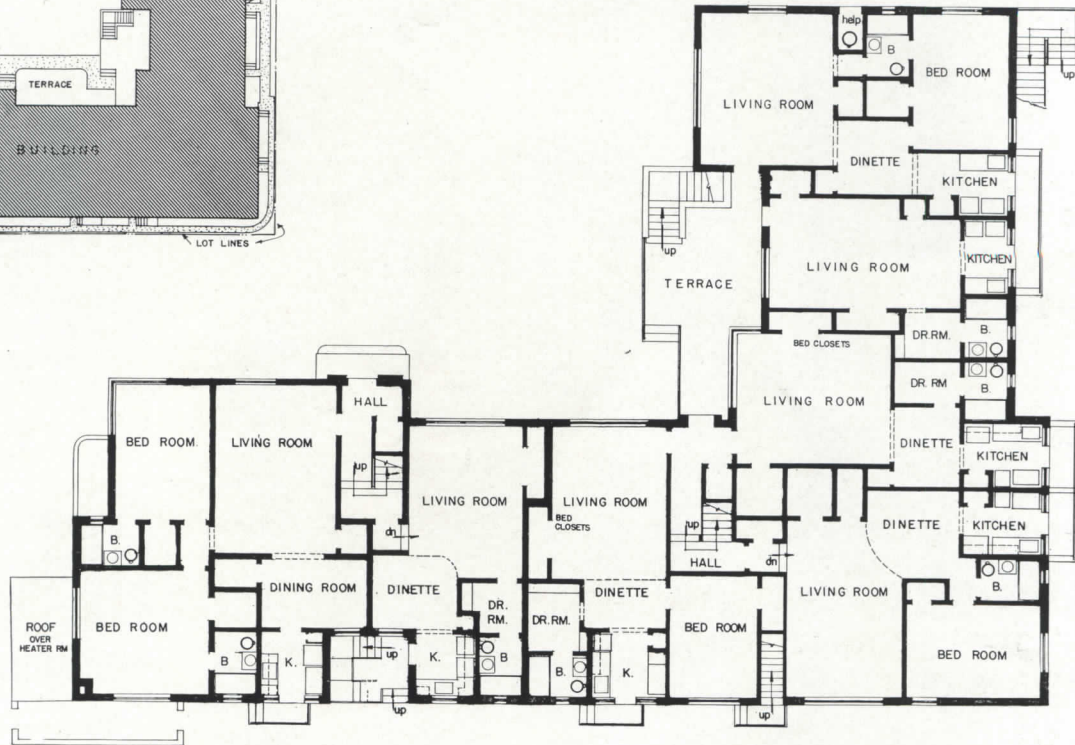 TERRACE
BUILDING
LOT LINES
help
B
LIVING ROOM
BED ROOM
up
DINETTE
KITCHEN
up
LIVING ROOM
KITCHEN
TERRACE
DR.RM.
B.
BED CLOSETS
DR. RM
B.
LIVING ROOM
DINETTE
KITCHEN
HALL
BED ROOM.
LIVING ROOM
up
LIVING ROOM
LIVING ROOM
BED
CLOSETS
DINETTE
KITCHEN
up
dn
B.
HALL
dn
DINING ROOM
DINETTE
DR.
RM.
DR.RM.
DINETTE
LIVING ROOM
B.
ROOF
OVER
HEATER RM
BED ROOM
BED ROOM
BED ROOM
up
B
K.
K.
B
B.
K.
up
up